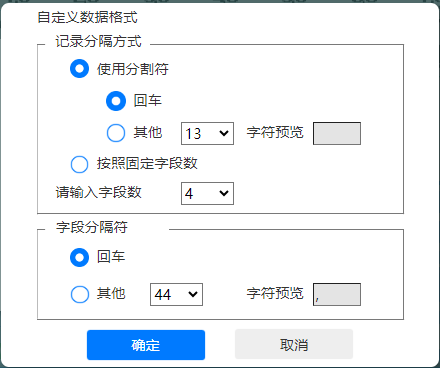 自定义数据格式
记录分隔方式
使用分割符
回车
其他 13 字符预览
按照固定字段数
请输入字段数 4
字段分隔符
回车
其他 44 字符预览 ,
确定 取消